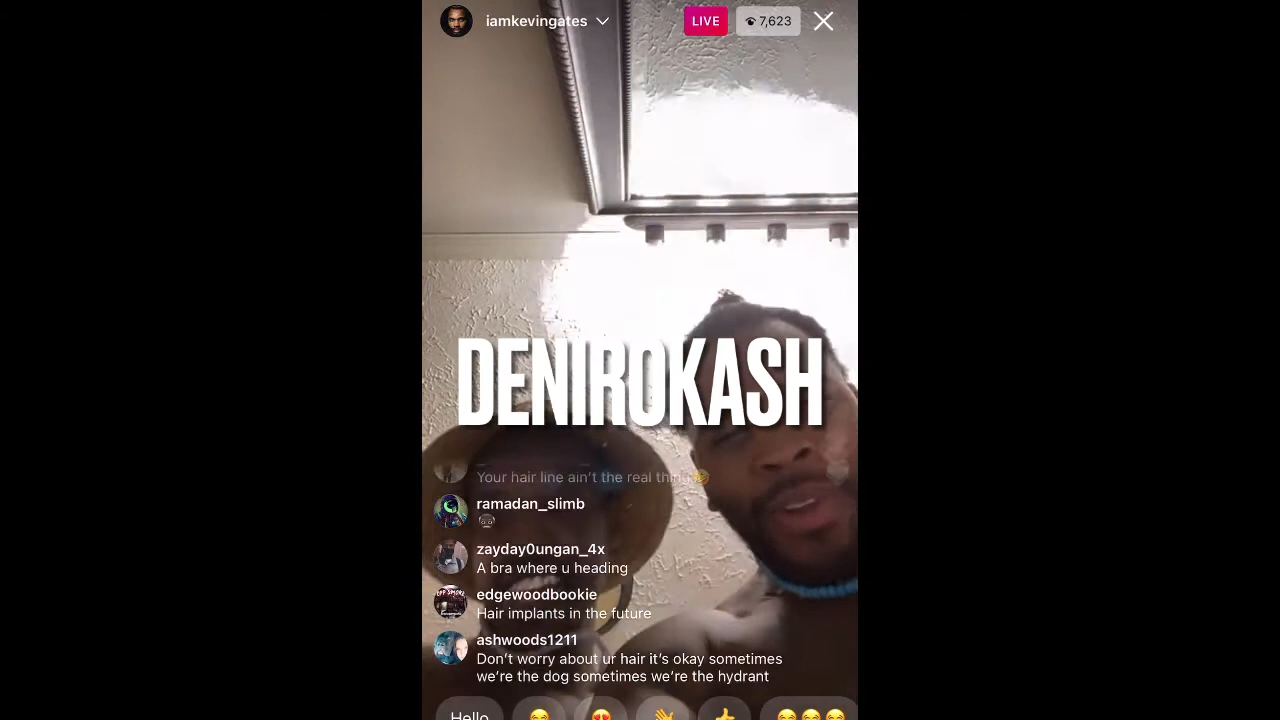 iamkevingates
LIVE
7,623
DENIROKASH
Your hair line ain't the real thing
ramadan_slimb
zayday0ungan_4x
A bra where u heading
edgewoodbookie
Hair implants in the future
ashwoods1211
Don't worry about ur hair it's okay sometimes
we're the dog sometimes we're the hydrant
Hello